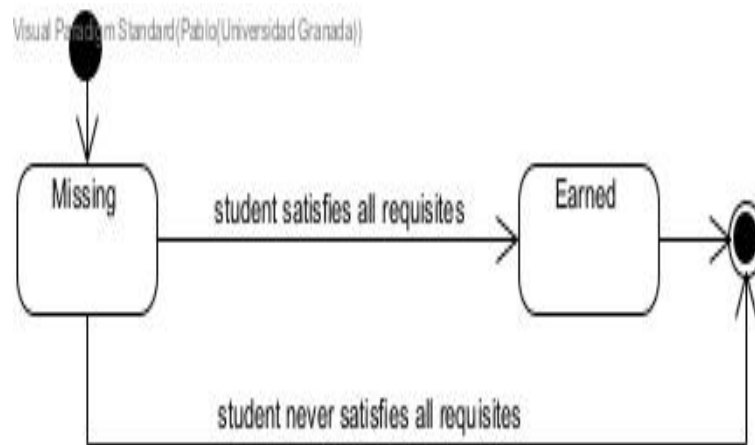 Visual Paradigm Standard(Pablo(Universidad Granada))
Missing
student satisfies all requisites
Earned
student never satisfies all requisites